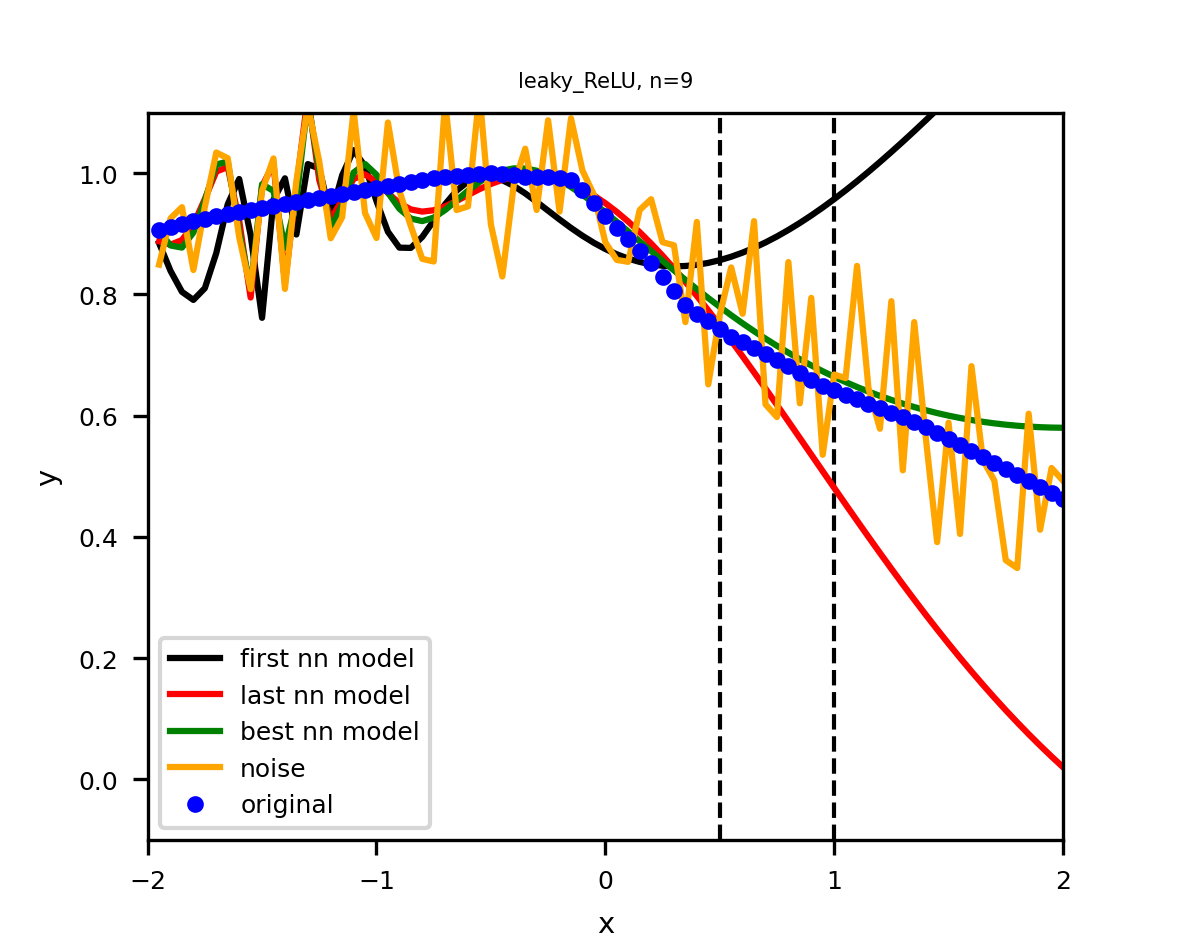 leaky_ReLU, n=9
y
1.0
0.8
0.6
0.4
0.2
0.0
first nn model
last nn model
best nn model
noise
original
−2
−1
0
1
2
x